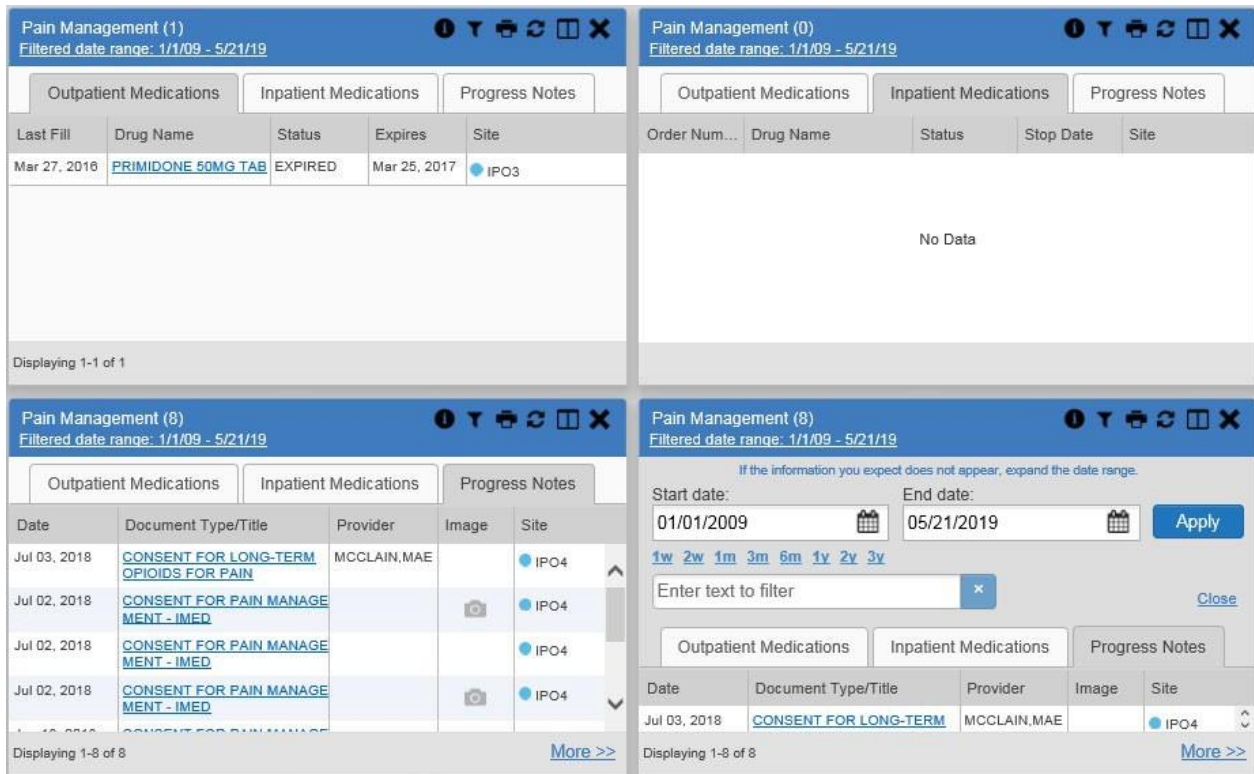 Pain Management (1)
Filtered date range: 1/1/09 - 5/21/19
Outpatient Medications Inpatient Medications Progress Notes
Last Fill Drug Name Status Expires Site
Mar 27, 2016 PRIMIDONE 50MG TAB EXPIRED Mar 25, 2017 IPO3
Displaying 1-1 of 1
Pain Management (0)
Filtered date range: 1/1/09 - 5/21/19
Outpatient Medications Inpatient Medications Progress Notes
Order Num... Drug Name Status Stop Date Site
No Data
Pain Management (8)
Filtered date range: 1/1/09 - 5/21/19
Outpatient Medications Inpatient Medications Progress Notes
Date Document Type/Title Provider Image Site
Jul 03, 2018 CONSENT FOR LONG-TERM MCCLAIN,MAE IPO4
OPIOIDS FOR PAIN
Jul 02, 2018 CONSENT FOR PAIN MANAGE IPO4
MENT - IMED
Jul 02, 2018 CONSENT FOR PAIN MANAGE IPO4
MENT - IMED
Jul 02, 2018 CONSENT FOR PAIN MANAGE IPO4
MENT - IMED
Displaying 1-8 of 8 More >>
Pain Management (8)
Filtered date range: 1/1/09 - 5/21/19
If the information you expect does not appear, expand the date range.
Start date: End date:
01/01/2009 05/21/2019 Apply
1w 2w 1m 3m 6m 1y 2y 3y
Enter text to filter ×
Close
Outpatient Medications Inpatient Medications Progress Notes
Date Document Type/Title Provider Image Site
Jul 03, 2018 CONSENT FOR LONG-TERM MCCLAIN,MAE IPO4
Displaying 1-8 of 8 More >>